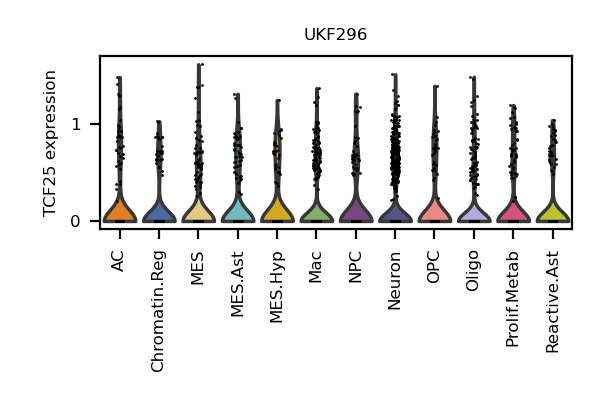 UKF296
TCF25 expression
1
0
AC
Chromatin.Reg
MES
MES.Ast
MES.Hyp
Mac
NPC
Neuron
OPC
Oligo
Prolif.Metab
Reactive.Ast